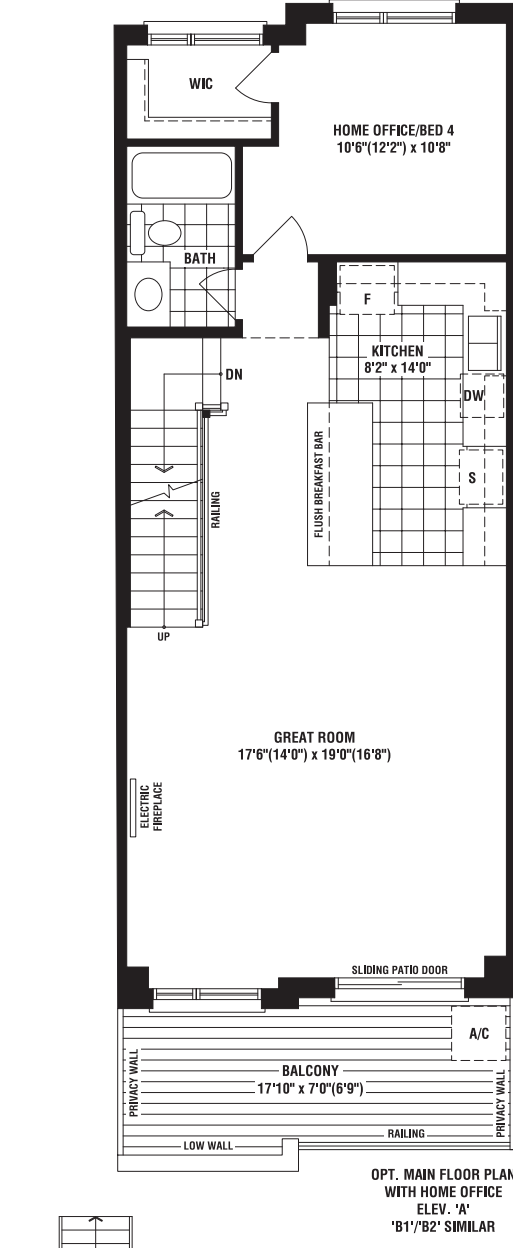 WIC
HOME OFFICE/BED 4
10'6"(12'2") x 10'8"
BATH
F
KITCHEN
8'2" x 14'0"
DN
DW
FLUSH BREAKFAST BAR
S
RAILING
UP
GREAT ROOM
17'6"(14'0") x 19'0"(16'8")
ELECTRIC
FIREPLACE
SLIDING PATIO DOOR
A/C
PRIVACY WALL
BALCONY
17'10" x 7'0"(6'9")
PRIVACY WALL
RAILING
LOW WALL
OPT. MAIN FLOOR PLAN
WITH HOME OFFICE
ELEV. 'A'
'B1'/'B2' SIMILAR